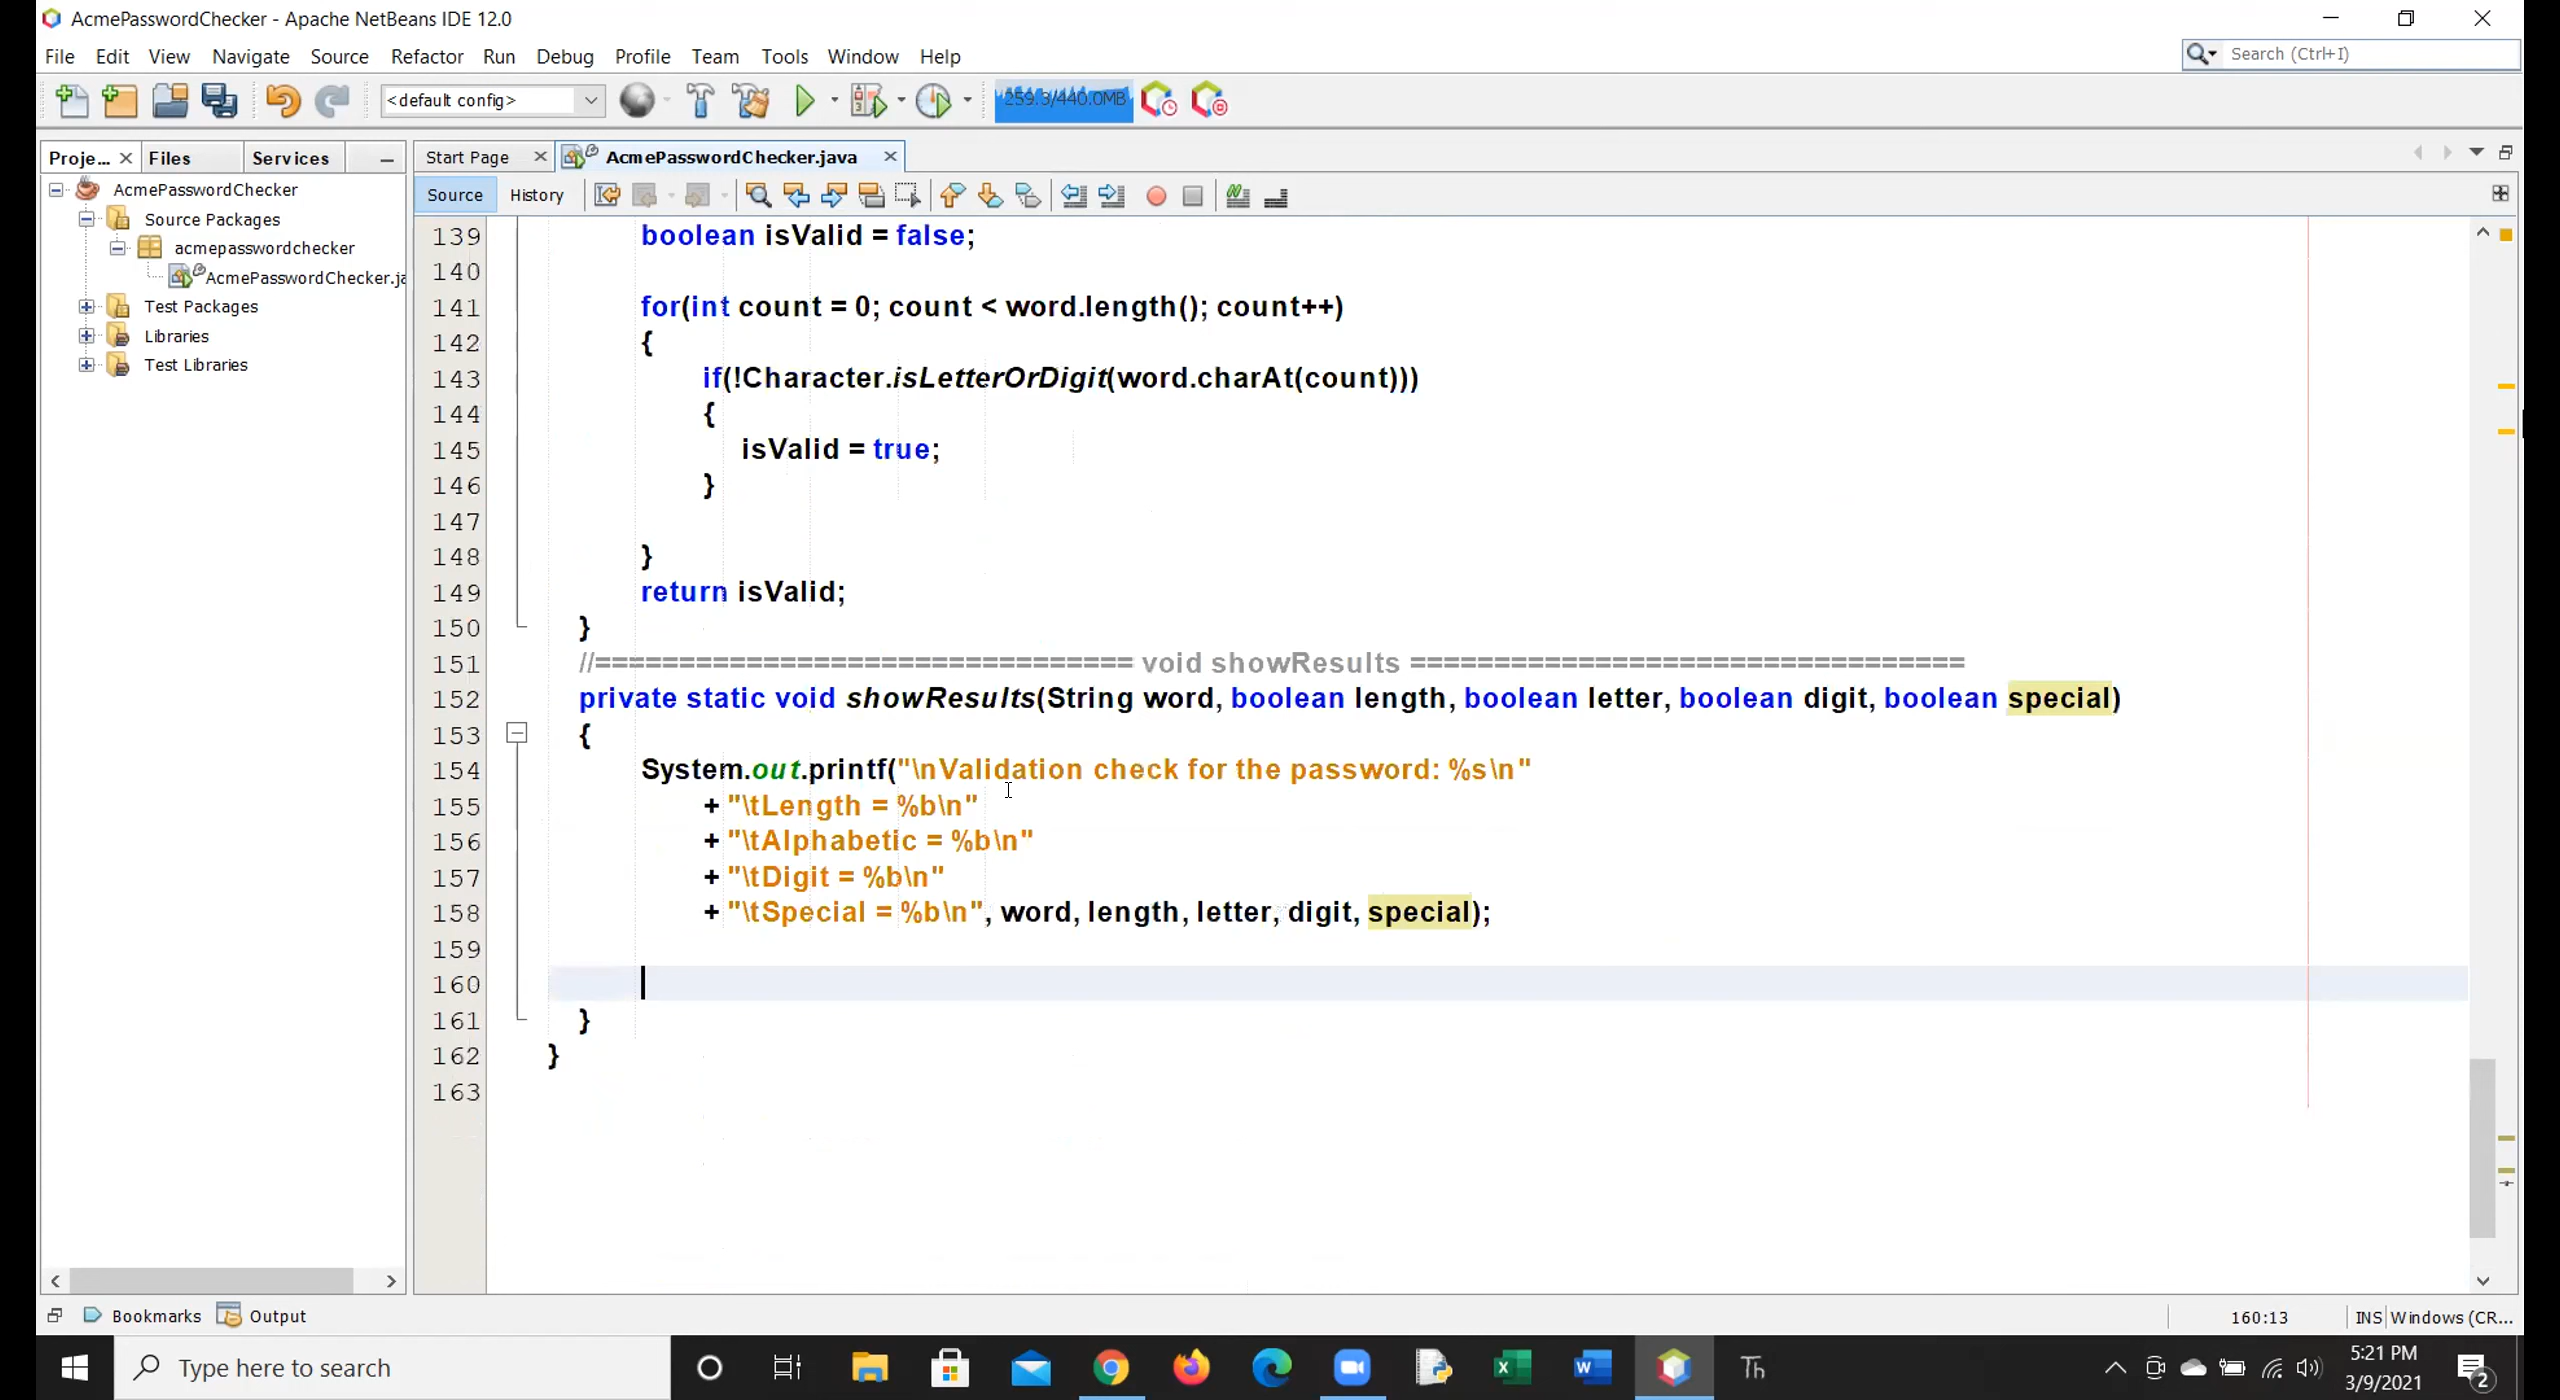 AcmePasswordChecker - Apache NetBeans IDE 12.0
File Edit View Navigate Source Refactor Run Debug Profile Team Tools Window Help
Search (Ctrl+I)
<default config>
259.3/440.0MB
Proje... Files Services
Start Page AcmePasswordChecker.java
Source History
AcmePasswordChecker
Source Packages
acmepasswordchecker
AcmePasswordChecker.ja
Test Packages
Libraries
Test Libraries
139 boolean isValid = false;
140
141 for(int count = 0; count < word.length(); count++)
142 {
143 if(!Character.isLetterOrDigit(word.charAt(count)))
144 {
145 isValid = true;
146 }
147
148 }
149 return isValid;
150 }
151 //================================ void showResults =================================
152 private static void showResults(String word, boolean length, boolean letter, boolean digit, boolean special)
153 {
154 System.out.printf("\nValidation check for the password: %s\n"
155 + "\tLength = %b\n"
156 + "\tAlphabetic = %b\n"
157 + "\tDigit = %b\n"
158 + "\tSpecial = %b\n", word, length, letter, digit, special);
159
160
161 }
162 }
163
Bookmarks Output
160:13 INS Windows (CR...
Type here to search
Th
5:21 PM
3/9/2021
2